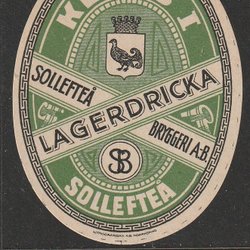 SOLLEFTEÅ
LAGERDRICKA
BRYGGERI A-B.
SB
SOLLEFTEÅ